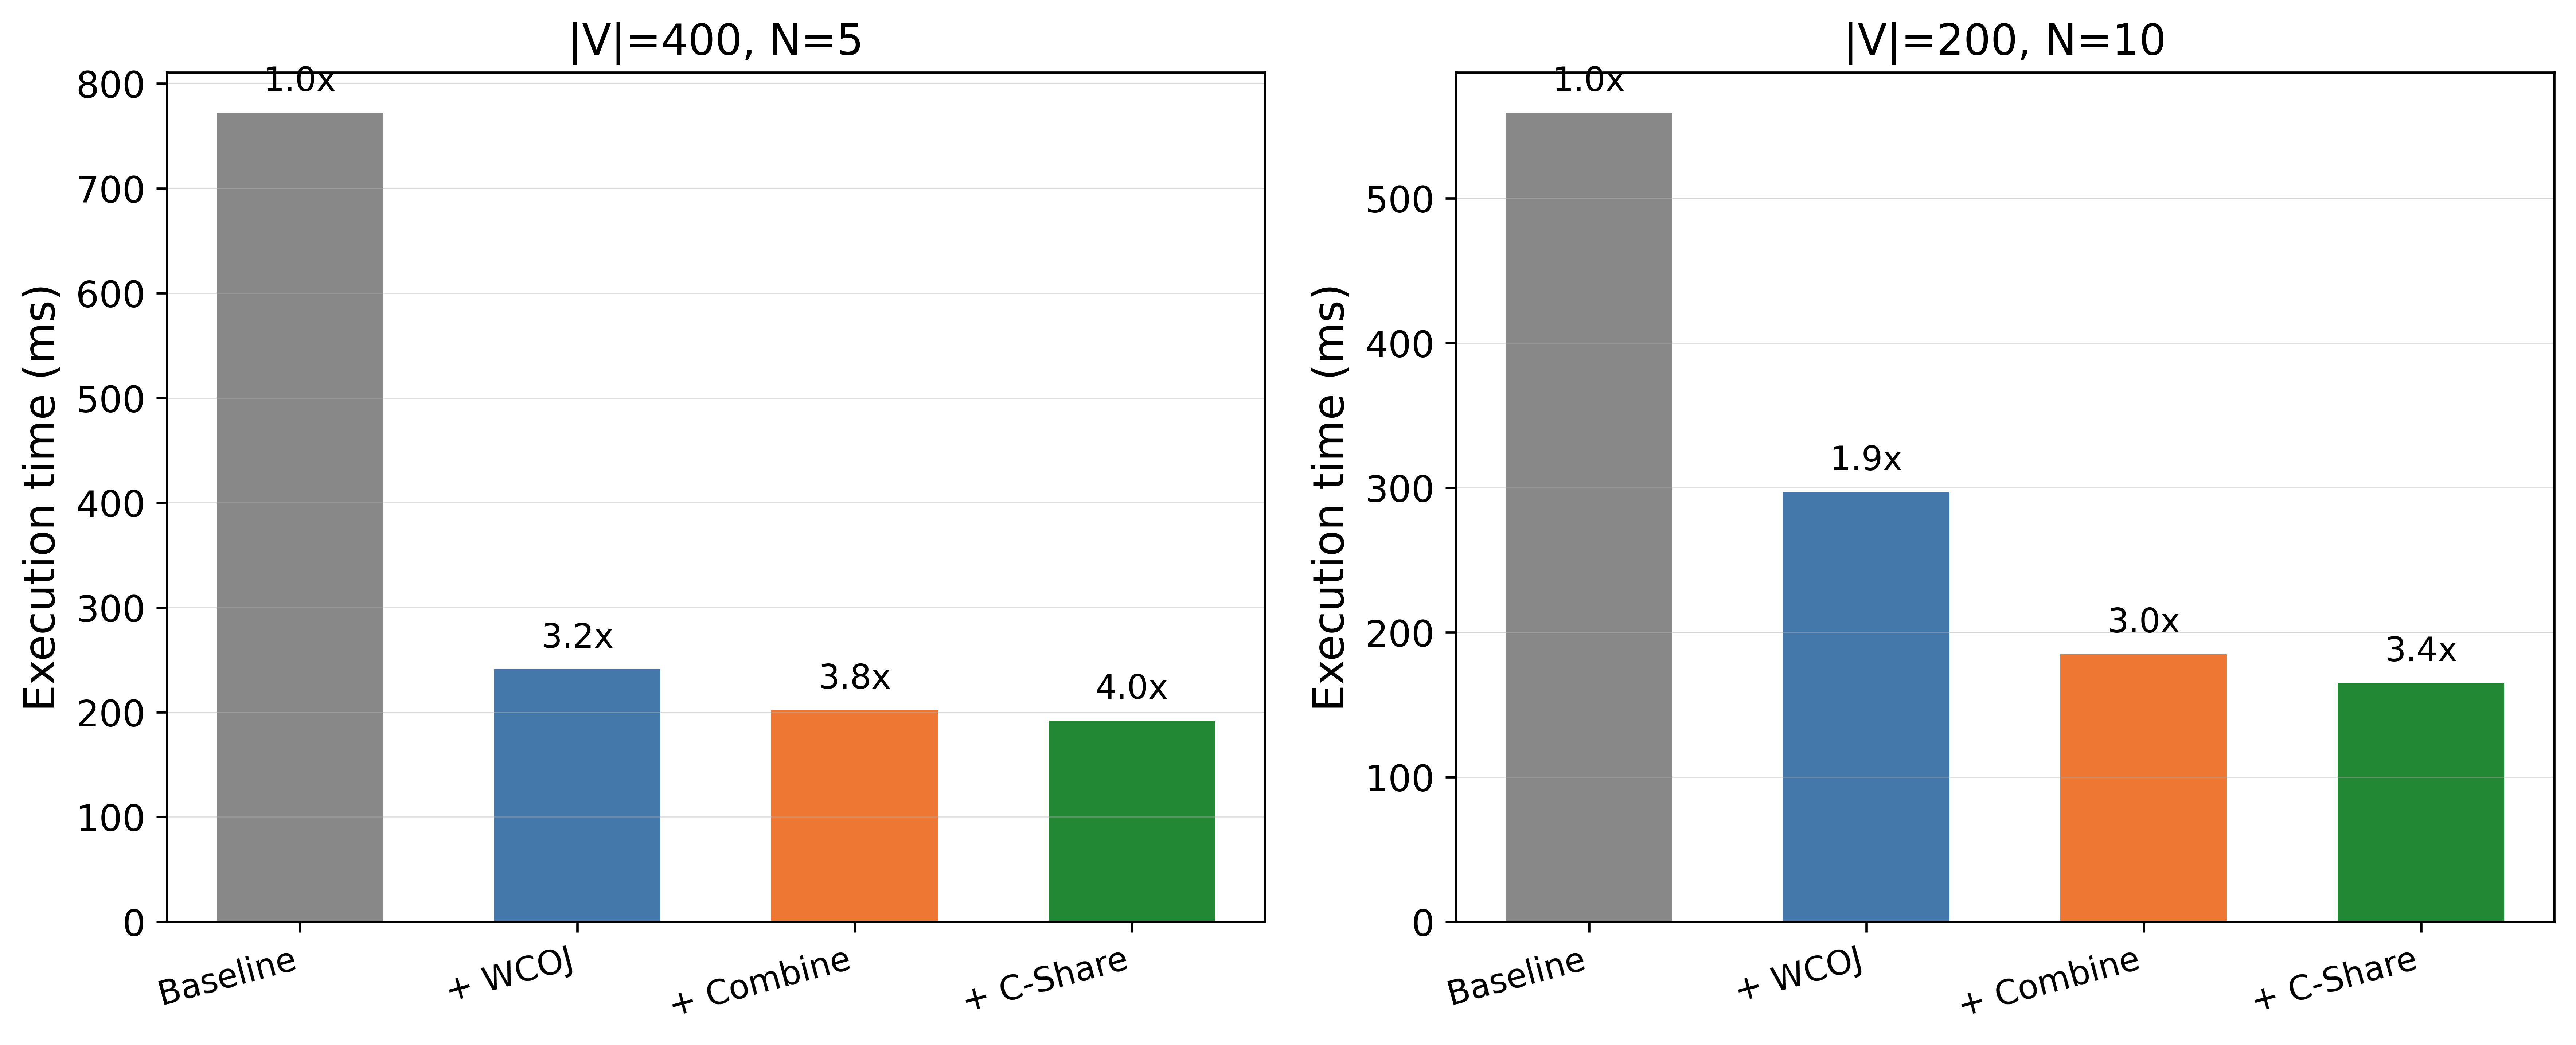 |V|=400, N=5
Execution time (ms)
800
700
600
500
400
300
200
100
0
1.0x
3.2x
3.8x
4.0x
Baseline
+ WCOJ
+ Combine
+ C-Share
|V|=200, N=10
Execution time (ms)
500
400
300
200
100
0
1.0x
1.9x
3.0x
3.4x
Baseline
+ WCOJ
+ Combine
+ C-Share